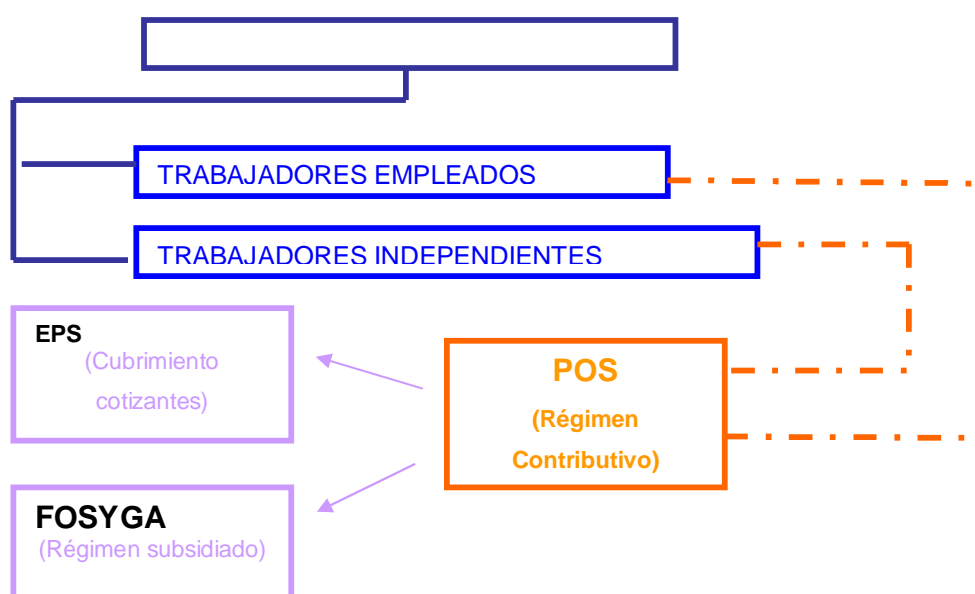 TRABAJADORES EMPLEADOS
TRABAJADORES INDEPENDIENTES
EPS
(Cubrimiento
cotizantes)
POS
(Régimen
Contributivo)
FOSYGA
(Régimen subsidiado)